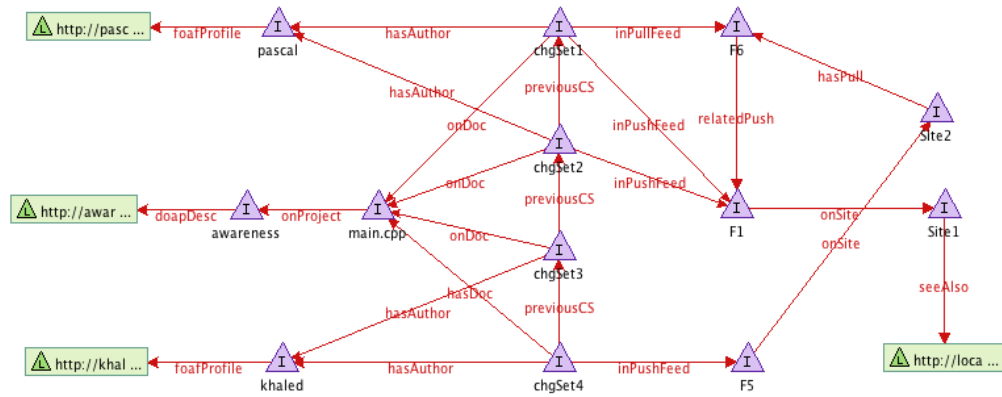 http://pasc ...
foafProfile
I
pascal
hasAuthor
I
chgSet1
inPullFeed
I
F6
hasPull
hasAuthor
previousCS
onDoc
inPushFeed
relatedPush
I
Site2
I
chgSet2
onDoc
inPushFeed
http://awar ...
doapDesc
I
awareness
onProject
I
main.cpp
previousCS
I
F1
onSite
I
Site1
onDoc
onSite
I
chgSet3
hasDoc
hasAuthor
previousCS
seeAlso
http://khal ...
foafProfile
I
khaled
hasAuthor
I
chgSet4
inPushFeed
I
F5
http://loca ...
L
L
L
L